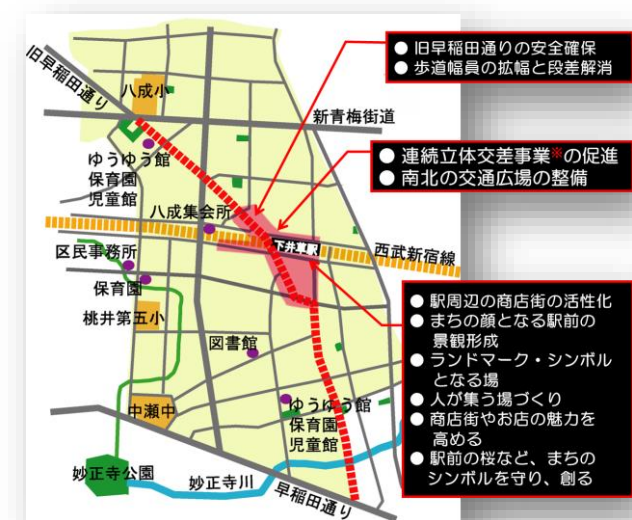 旧早稲田通り
八成小
新青梅街道
ゆうゆう館
保育園
児童館
八成集会所
下井草駅
西武新宿線
区民事務所
保育園
桃井第五小
図書館
中瀬中
ゆうゆう館
保育園
児童館
妙正寺公園
妙正寺川
早稲田通り
● 旧早稲田通りの安全確保
● 歩道幅員の拡幅と段差解消
● 連続立体交差事業※の促進
● 南北の交通広場の整備
● 駅周辺の商店街の活性化
● まちの顔となる駅前の
景観形成
● ランドマーク・シンボル
となる場
● 人が集う場づくり
● 商店街やお店の魅力を
高める
● 駅前の桜など、まちの
シンボルを守り、創る